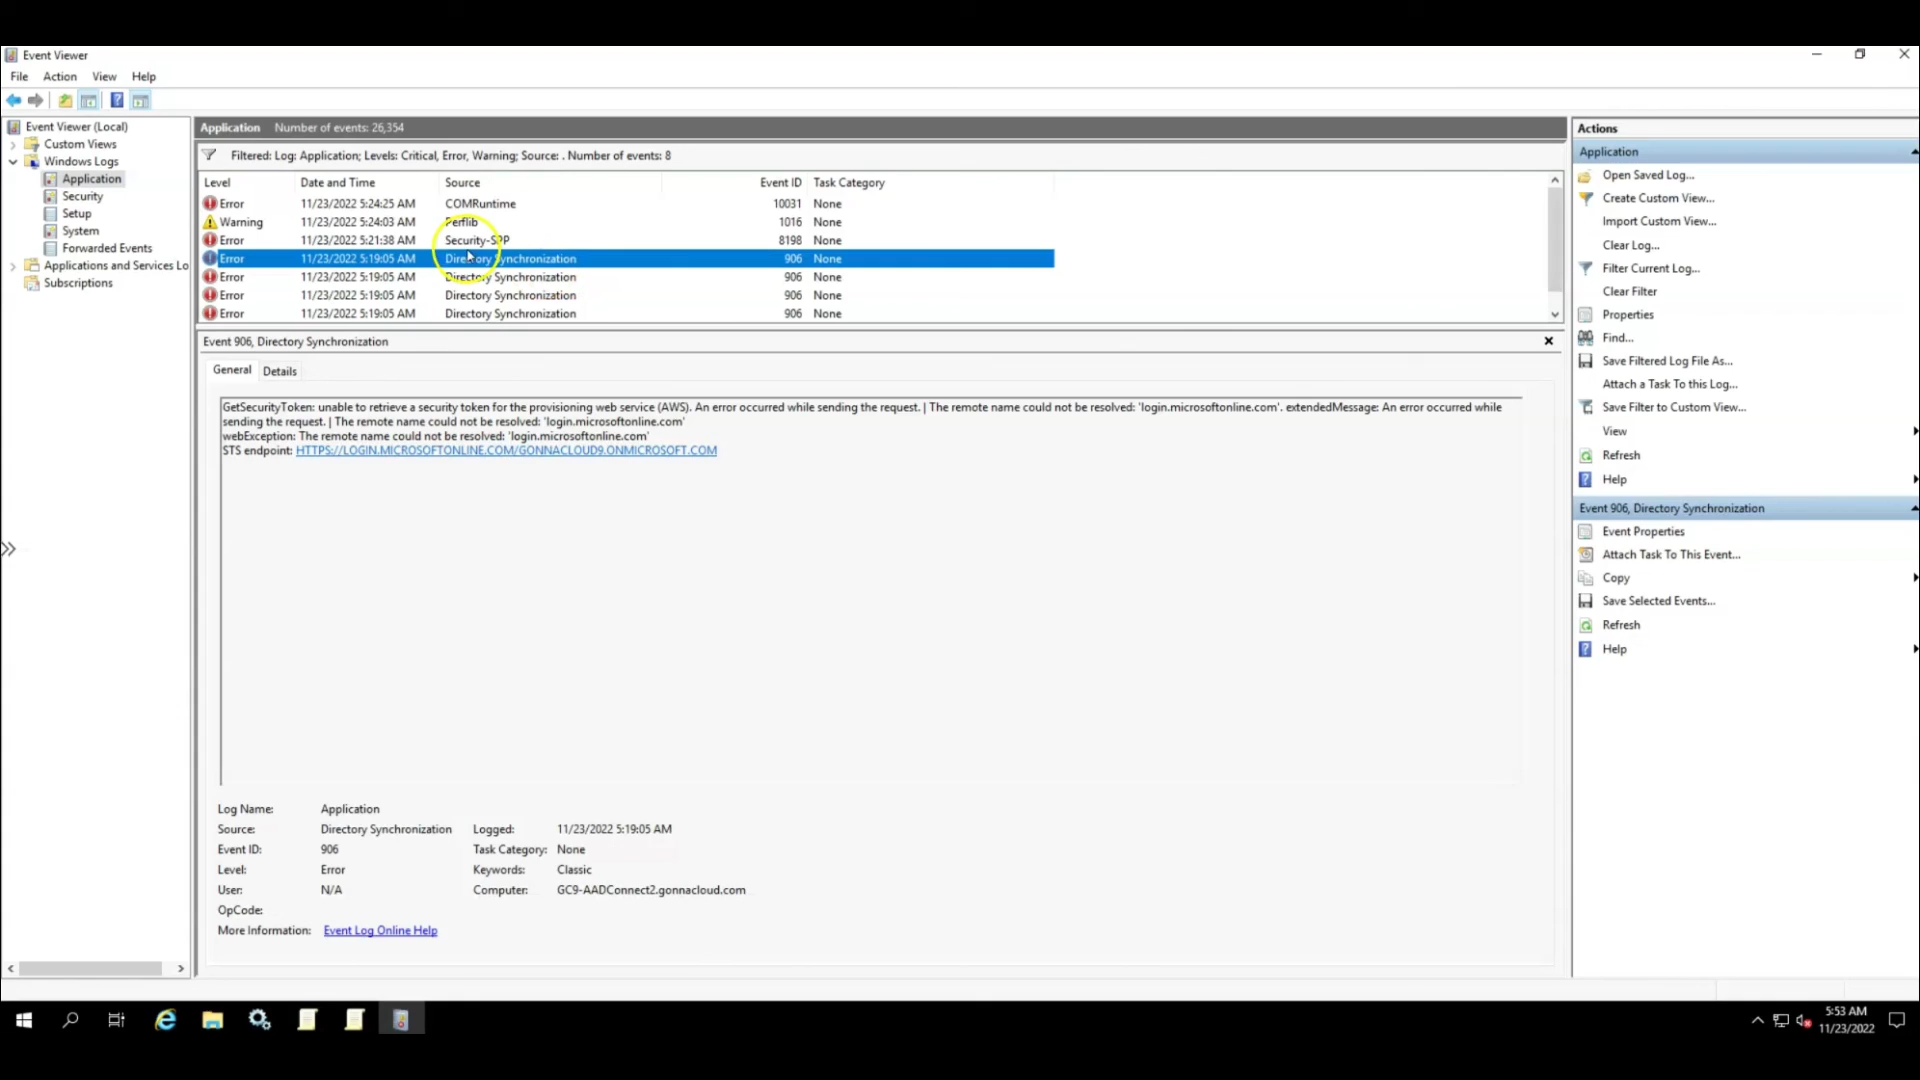 Event Viewer
File Action View Help
Event Viewer (Local)
Custom Views
Windows Logs
Application
Security
Setup
System
Forwarded Events
Applications and Services Lo
Subscriptions
Application Number of events: 26,354
Filtered: Log: Application; Levels: Critical, Error, Warning; Source: . Number of events: 8
Level Date and Time Source Event ID Task Category
Error 11/23/2022 5:24:25 AM COMRuntime 10031 None
Warning 11/23/2022 5:24:03 AM Perflib 1016 None
Error 11/23/2022 5:21:38 AM Security-SPP 8198 None
Error 11/23/2022 5:19:05 AM Directory Synchronization 906 None
Error 11/23/2022 5:19:05 AM Directory Synchronization 906 None
Error 11/23/2022 5:19:05 AM Directory Synchronization 906 None
Error 11/23/2022 5:19:05 AM Directory Synchronization 906 None
Event 906, Directory Synchronization
General Details
GetSecurityToken: unable to retrieve a security token for the provisioning web service (AWS). An error occurred while sending the request. | The remote name could not be resolved: 'login.microsoftonline.com'. extendedMessage: An error occurred while
sending the request. | The remote name could not be resolved: 'login.microsoftonline.com'
webException: The remote name could not be resolved: 'login.microsoftonline.com'
STS endpoint: HTTPS://LOGIN.MICROSOFTONLINE.COM/GONNACLOUD9.ONMICROSOFT.COM
Log Name: Application
Source: Directory Synchronization Logged: 11/23/2022 5:19:05 AM
Event ID: 906 Task Category: None
Level: Error Keywords: Classic
User: N/A Computer: GC9-AADConnect2.gonnacloud.com
OpCode:
More Information: Event Log Online Help
Actions
Application
Open Saved Log...
Create Custom View...
Import Custom View...
Clear Log...
Filter Current Log...
Clear Filter
Properties
Find...
Save Filtered Log File As...
Attach a Task To this Log...
Save Filter to Custom View...
View
Refresh
Help
Event 906, Directory Synchronization
Event Properties
Attach Task To This Event...
Copy
Save Selected Events...
Refresh
Help
5:53 AM
11/23/2022